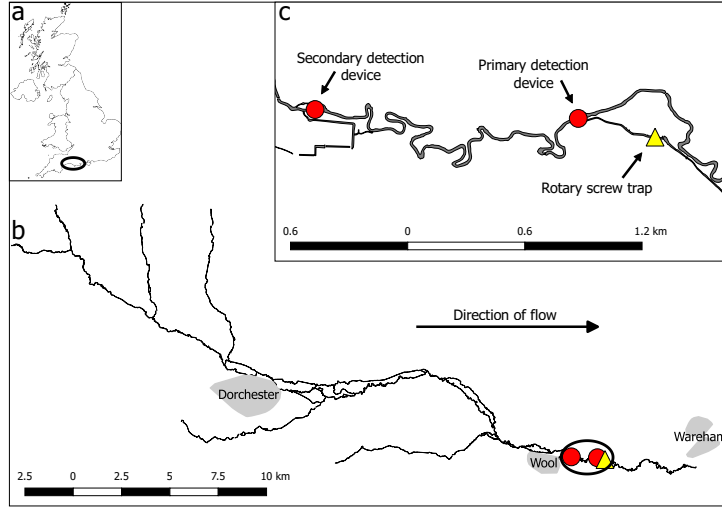 a
c
Secondary detection
device
Primary detection
device
Rotary screw trap
0.6
0
0.6
1.2 km
b
Direction of flow
Dorchester
Wareham
Wool
2.5
0
2.5
5
7.5
10 km